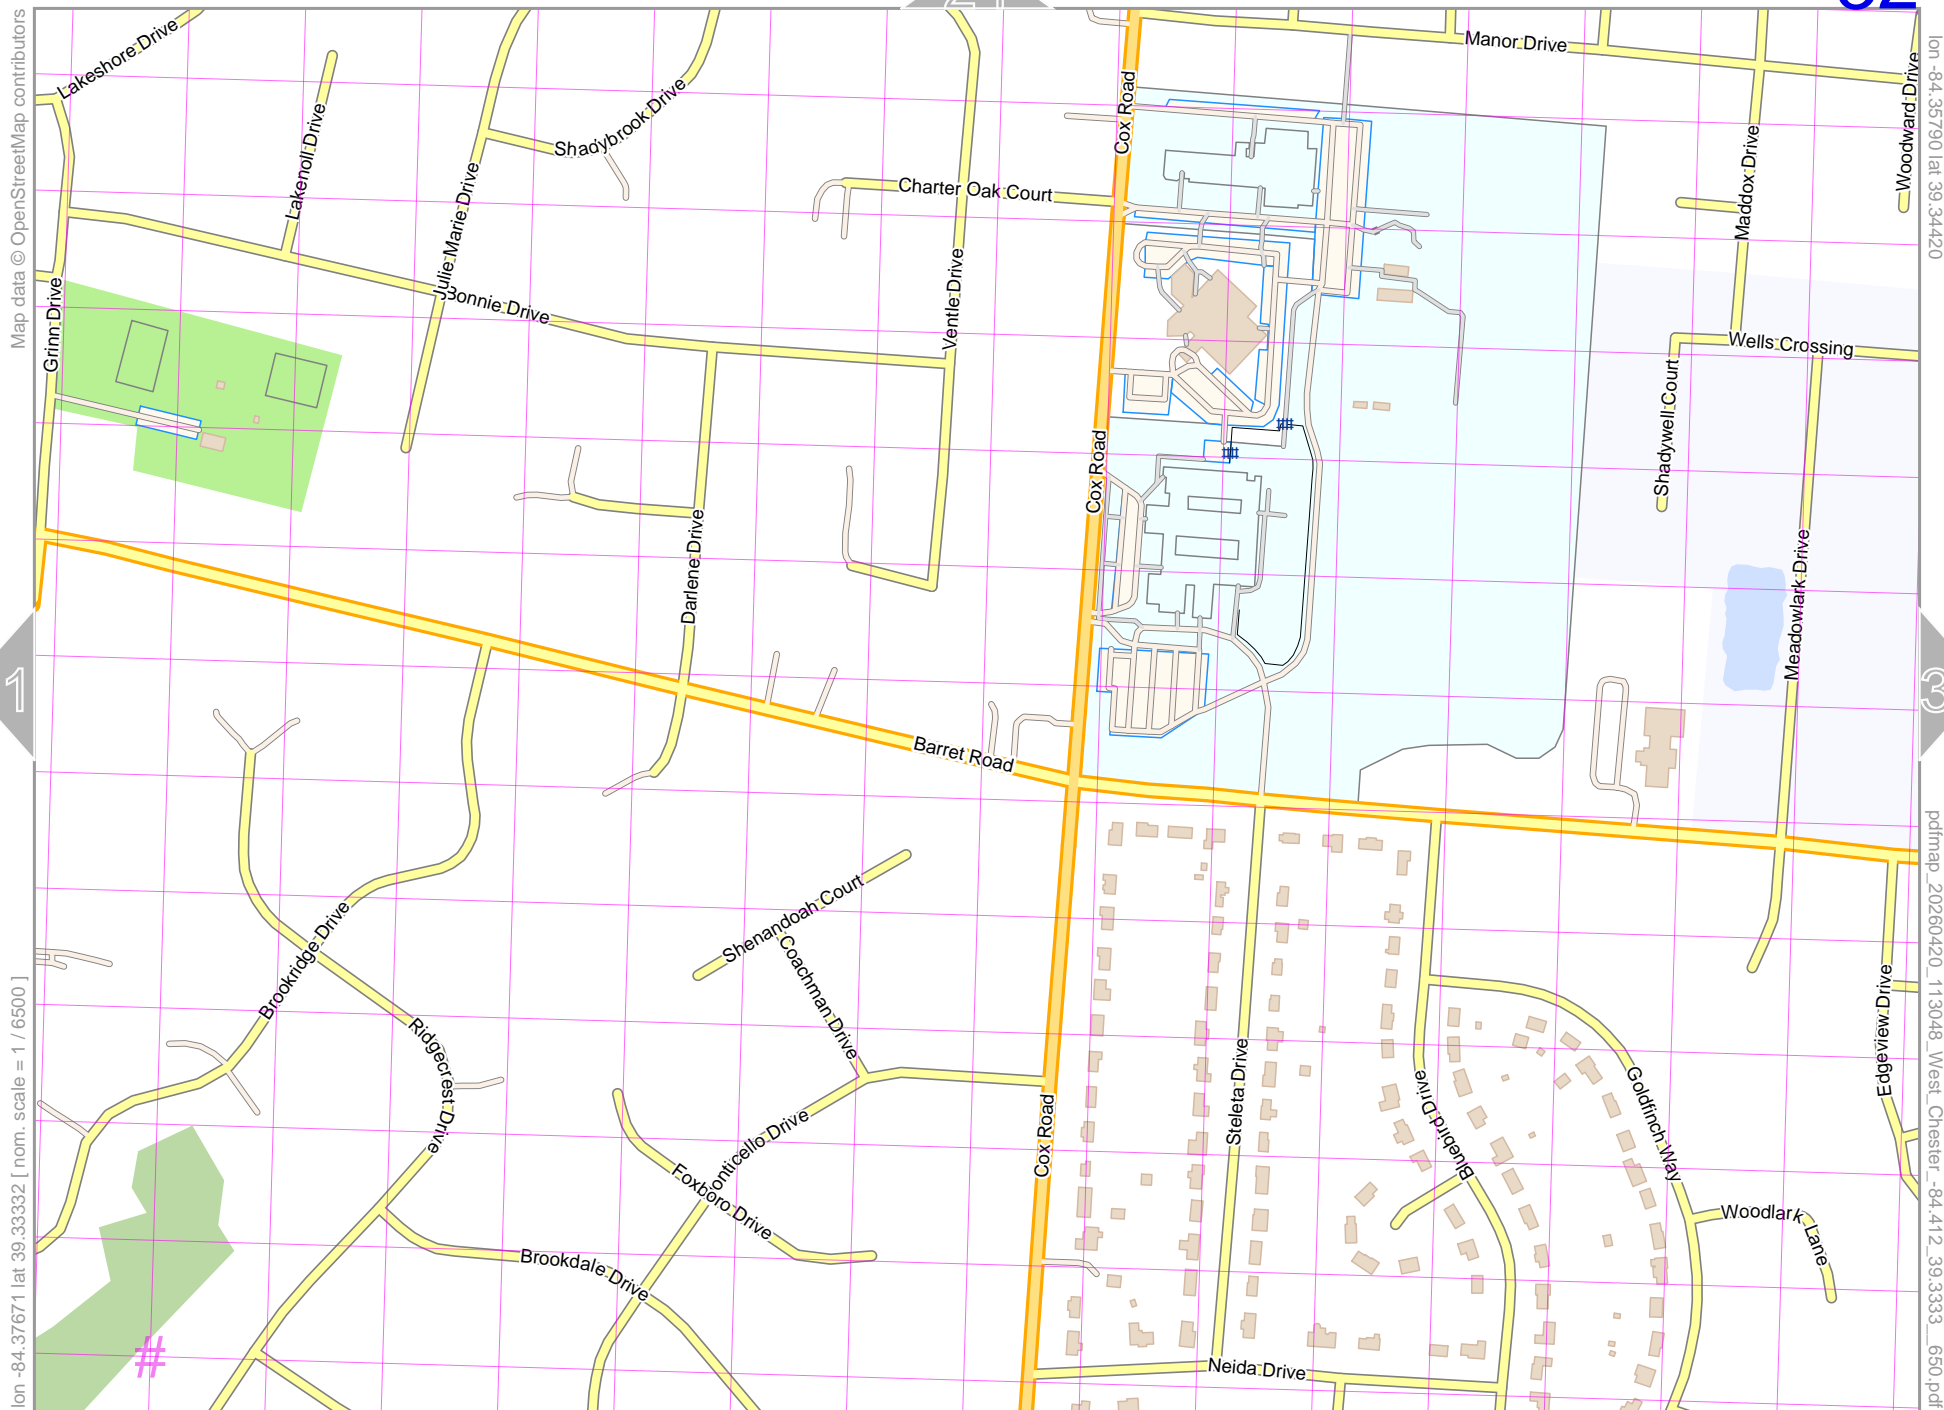 Map data © OpenStreetMap contributors
lon -84.37671 lat 39.33332 [ nom. scale = 1 / 6500 ]
lon -84.35790 lat 39.34420
pdfmap_20260420_113048_West_Chester_-84.412_39.3333__650.pdf
1
3
Lakeshore Drive
Lakenoll Drive
Shadybrook Drive
Julie Marie Drive
Bonnie Drive
Grinn Drive
Charter Oak Court
Ventle Drive
Darlene Drive
Cox Road
Cox Road
Cox Road
Manor Drive
Maddox Drive
Woodward Drive
Wells Crossing
Shadywell Court
Meadowlark Drive
Barret Road
Shenandoah Court
Coachman Drive
Brookridge Drive
Ridgecrest Drive
onticello Drive
Foxboro Drive
Brookdale Drive
Steleta Drive
Bluebird Drive
Goldfinch Way
Edgeview Drive
Woodlark Lane
Neida Drive
#